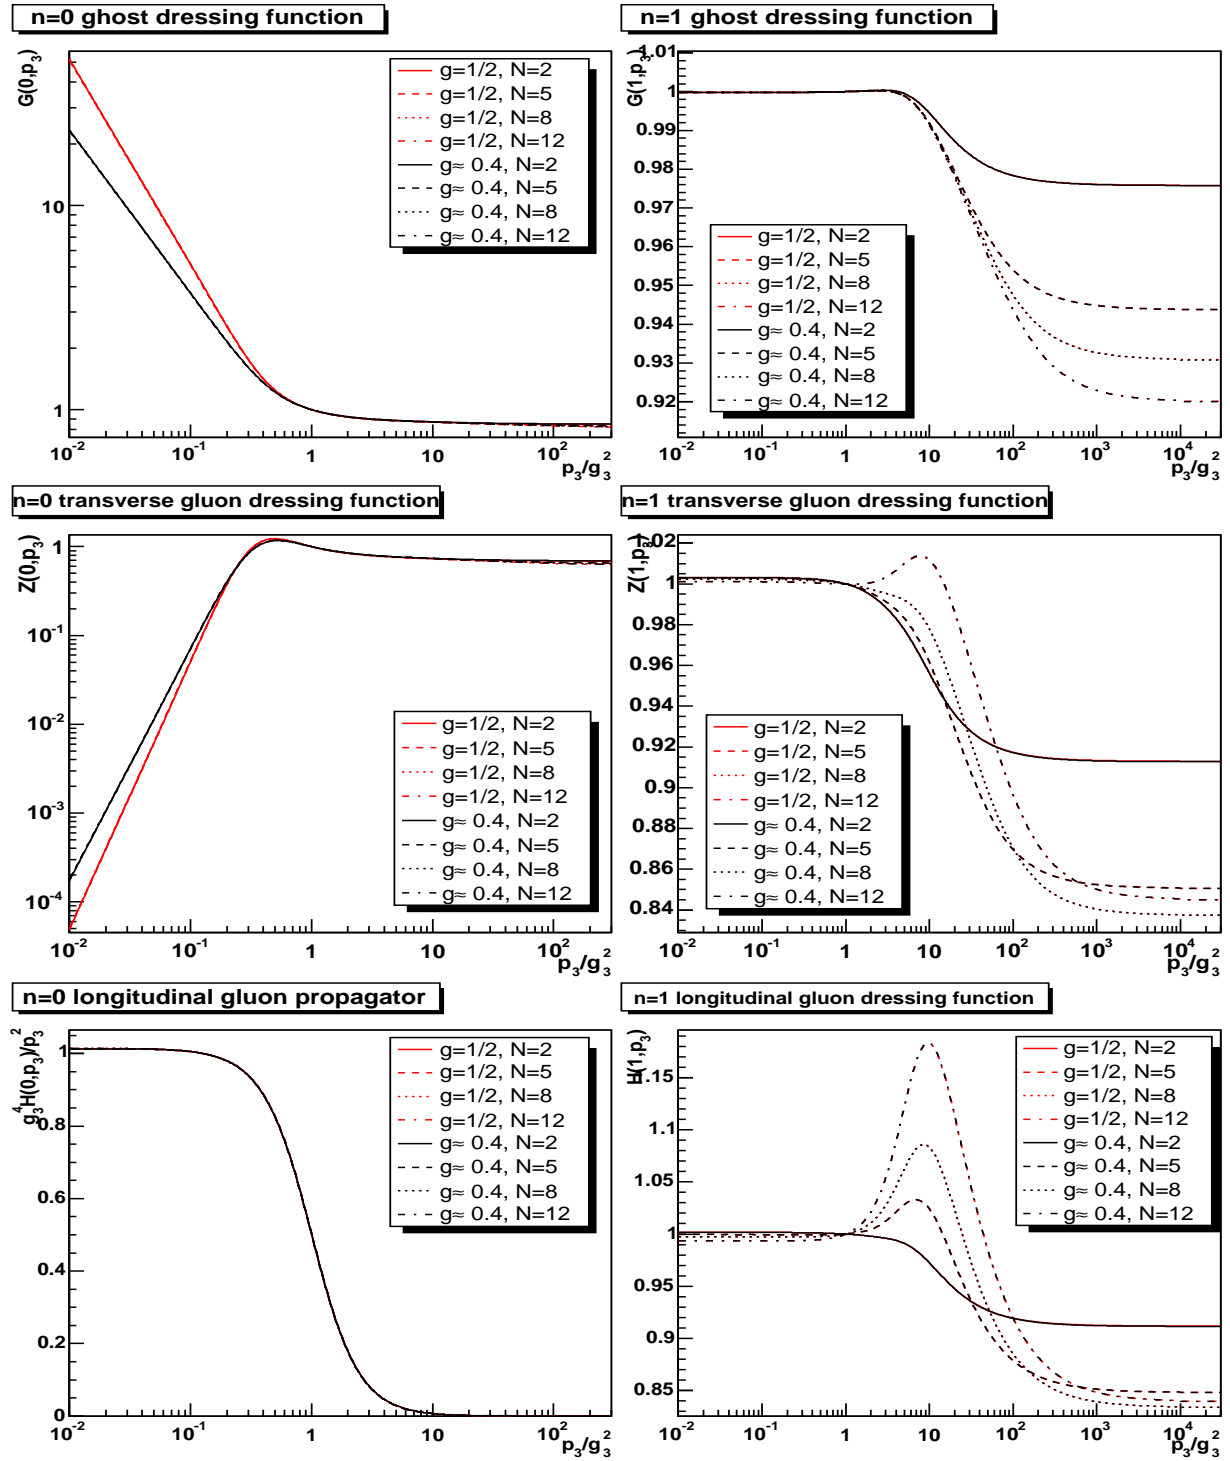 n=0 ghost dressing function
G(0,p₃)
g=1/2, N=2
g=1/2, N=5
g=1/2, N=8
g=1/2, N=12
g≈ 0.4, N=2
g≈ 0.4, N=5
g≈ 0.4, N=8
g≈ 0.4, N=12
10
1
10⁻² 10⁻¹ 1 10 10²
p₃/g₃²
n=1 ghost dressing function
G(1,p₃)
1.01
1
0.99
0.98
0.97
0.96
0.95
0.94
0.93
0.92
g=1/2, N=2
g=1/2, N=5
g=1/2, N=8
g=1/2, N=12
g≈ 0.4, N=2
g≈ 0.4, N=5
g≈ 0.4, N=8
g≈ 0.4, N=12
10⁻² 10⁻¹ 1 10 10² 10³ 10⁴
p₃/g₃²
n=0 transverse gluon dressing function
Z(0,p₃)
1
10⁻¹
10⁻²
10⁻³
10⁻⁴
g=1/2, N=2
g=1/2, N=5
g=1/2, N=8
g=1/2, N=12
g≈ 0.4, N=2
g≈ 0.4, N=5
g≈ 0.4, N=8
g≈ 0.4, N=12
10⁻² 10⁻¹ 1 10 10²
p₃/g₃²
n=1 transverse gluon dressing function
Z(1,p₃)
1.02
1
0.98
0.96
0.94
0.92
0.9
0.88
0.86
0.84
g=1/2, N=2
g=1/2, N=5
g=1/2, N=8
g=1/2, N=12
g≈ 0.4, N=2
g≈ 0.4, N=5
g≈ 0.4, N=8
g≈ 0.4, N=12
10⁻² 10⁻¹ 1 10 10² 10³ 10⁴
p₃/g₃²
n=0 longitudinal gluon propagator
g₃⁴H(0,p₃)/p₃²
1
0.8
0.6
0.4
0.2
0
g=1/2, N=2
g=1/2, N=5
g=1/2, N=8
g=1/2, N=12
g≈ 0.4, N=2
g≈ 0.4, N=5
g≈ 0.4, N=8
g≈ 0.4, N=12
10⁻² 10⁻¹ 1 10 10²
p₃/g₃²
n=1 longitudinal gluon dressing function
H(1,p₃)
1.15
1.1
1.05
1
0.95
0.9
0.85
g=1/2, N=2
g=1/2, N=5
g=1/2, N=8
g=1/2, N=12
g≈ 0.4, N=2
g≈ 0.4, N=5
g≈ 0.4, N=8
g≈ 0.4, N=12
10⁻² 10⁻¹ 1 10 10² 10³ 10⁴
p₃/g₃²